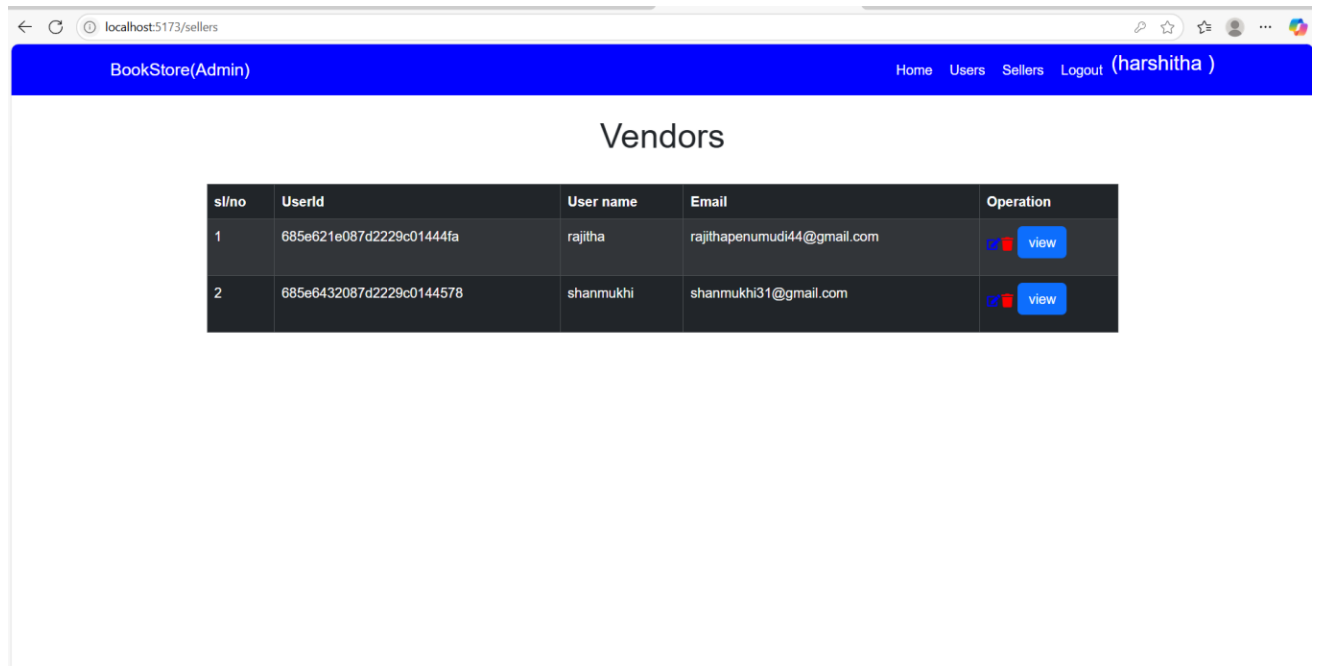 localhost:5173/sellers
BookStore(Admin) Home Users Sellers Logout (harshitha )
Vendors
sl/no UserId User name Email Operation
1 685e621e087d2229c01444fa rajitha rajithapenumudi44@gmail.com view
2 685e6432087d2229c0144578 shanmukhi shanmukhi31@gmail.com view